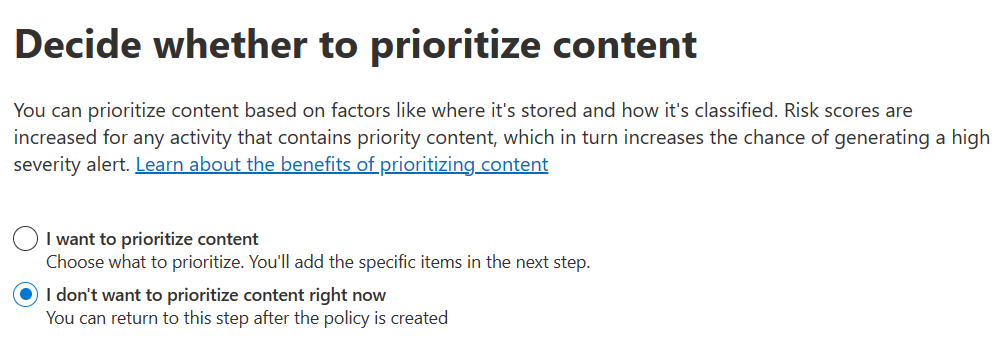 Decide whether to prioritize content
You can prioritize content based on factors like where it's stored and how it's classified. Risk scores are
increased for any activity that contains priority content, which in turn increases the chance of generating a high
severity alert. Learn about the benefits of prioritizing content
I want to prioritize content
Choose what to prioritize. You'll add the specific items in the next step.
I don't want to prioritize content right now
You can return to this step after the policy is created